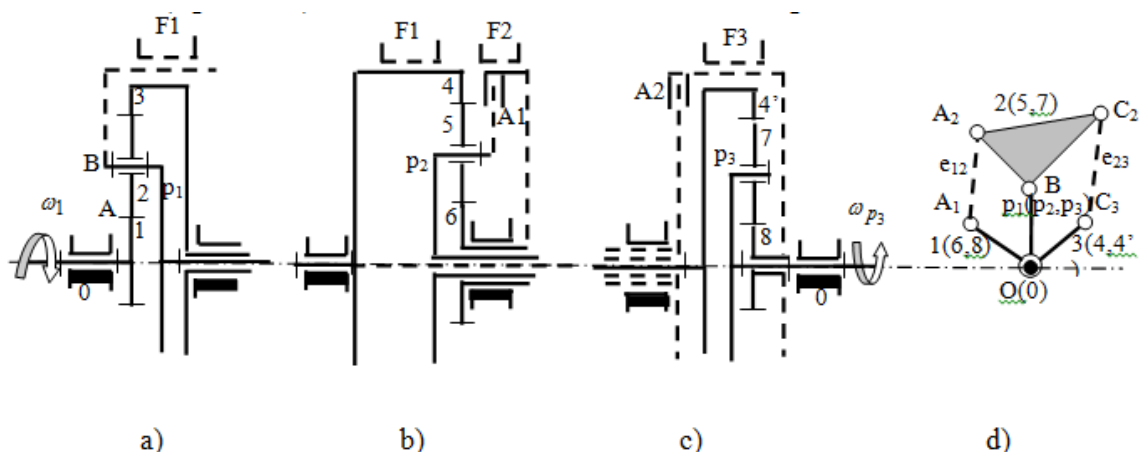 F1
3
B
2
p1
A
ω1
1
0
a)
F1
F2
4
A1
5
p2
6
b)
F3
A2
4'
7
p3
8
ωp3
0
c)
2(5,7)
A2
C2
e12
e23
B
A1
p1(p2,p3)
C3
1(6,8)
3(4,4'
)
O(0)
d)